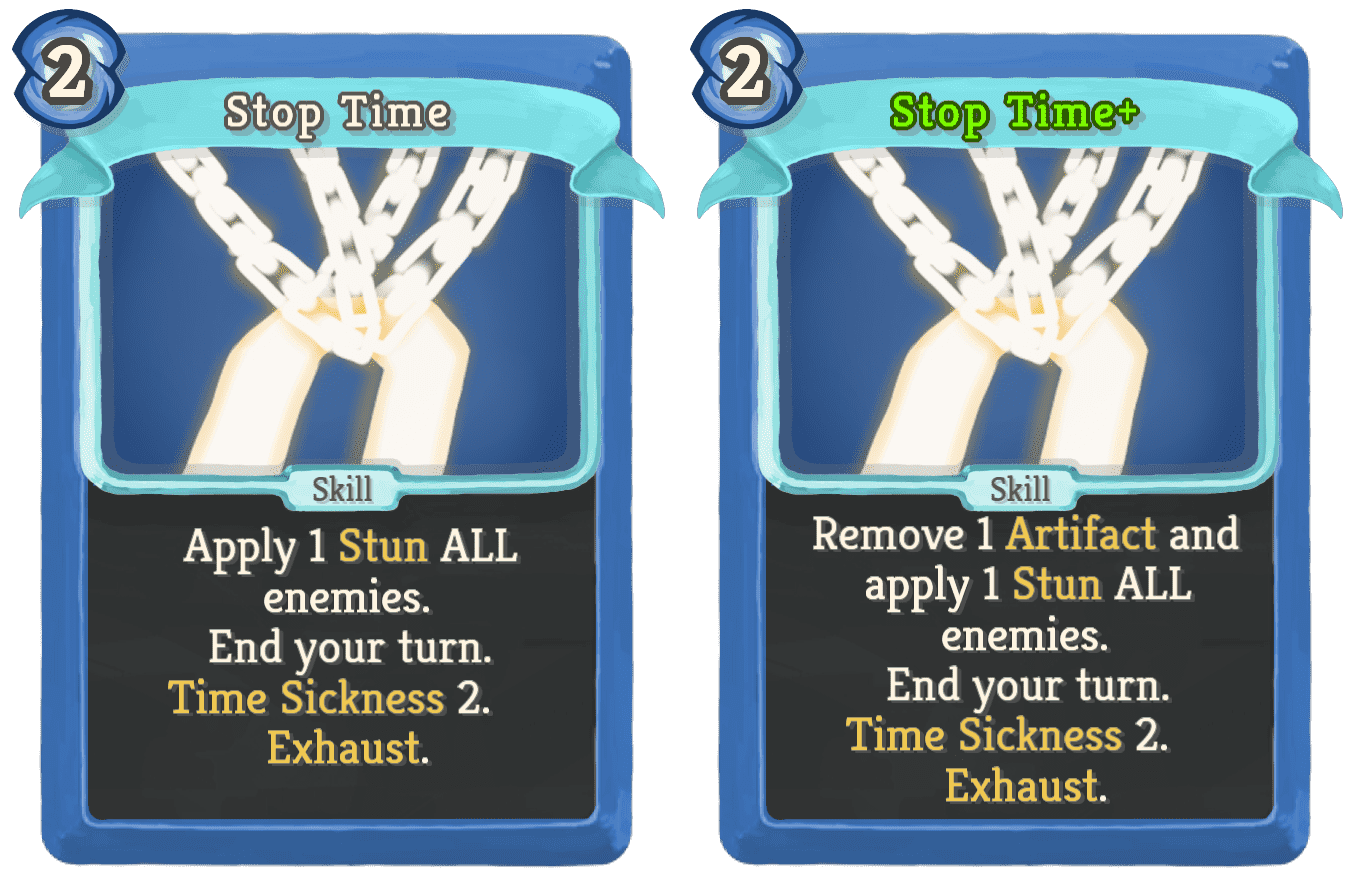 2
Stop Time
Skill
Apply 1 Stun ALL
enemies.
End your turn.
Time Sickness 2.
Exhaust.
2
Stop Time+
Skill
Remove 1 Artifact and
apply 1 Stun ALL
enemies.
End your turn.
Time Sickness 2.
Exhaust.